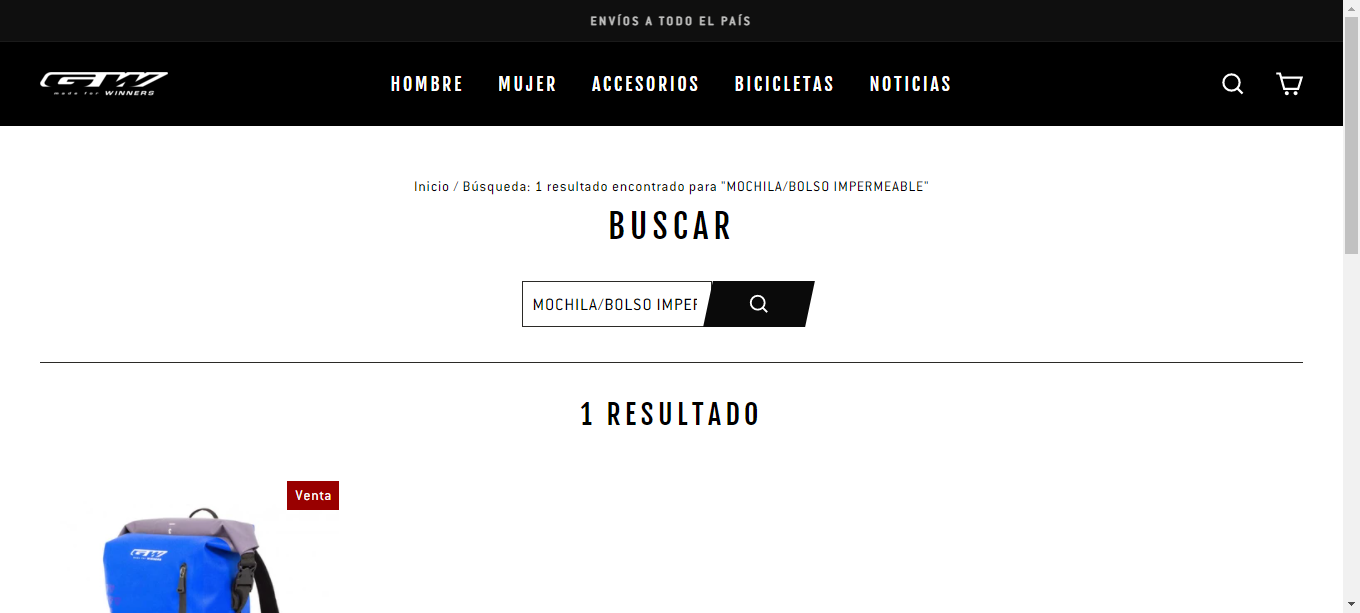 ENVÍOS A TODO EL PAÍS
GW
made for WINNERS
HOMBRE MUJER ACCESORIOS BICICLETAS NOTICIAS
Inicio / Búsqueda: 1 resultado encontrado para "MOCHILA/BOLSO IMPERMEABLE"
BUSCAR
MOCHILA/BOLSO IMPER
1 RESULTADO
Venta
GW